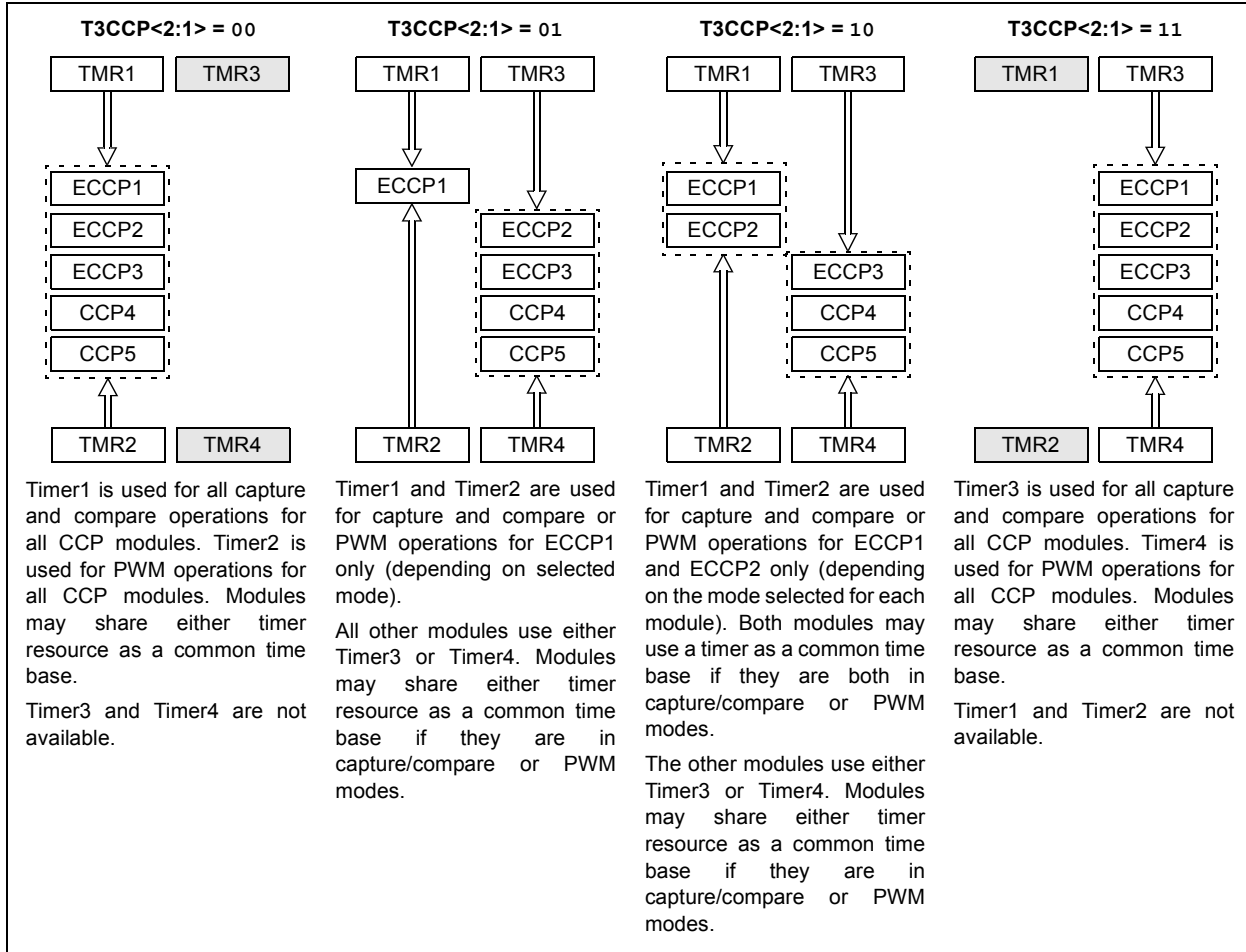 T3CCP<2:1> = 00
TMR1 TMR3
ECCP1
ECCP2
ECCP3
CCP4
CCP5
TMR2 TMR4
Timer1 is used for all capture
and compare operations for
all CCP modules. Timer2 is
used for PWM operations for
all CCP modules. Modules
may share either timer
resource as a common time
base.
Timer3 and Timer4 are not
available.
T3CCP<2:1> = 01
TMR1 TMR3
ECCP1
ECCP2
ECCP3
CCP4
CCP5
TMR2 TMR4
Timer1 and Timer2 are used
for capture and compare or
PWM operations for ECCP1
only (depending on selected
mode).
All other modules use either
Timer3 or Timer4. Modules
may share either timer
resource as a common time
base if they are in
capture/compare or PWM
modes.
T3CCP<2:1> = 10
TMR1 TMR3
ECCP1
ECCP2
ECCP3
CCP4
CCP5
TMR2 TMR4
Timer1 and Timer2 are used
for capture and compare or
PWM operations for ECCP1
and ECCP2 only (depending
on the mode selected for each
module). Both modules may
use a timer as a common time
base if they are both in
capture/compare or PWM
modes.
The other modules use either
Timer3 or Timer4. Modules
may share either timer
resource as a common time
base if they are in
capture/compare or PWM
modes.
T3CCP<2:1> = 11
TMR1 TMR3
ECCP1
ECCP2
ECCP3
CCP4
CCP5
TMR2 TMR4
Timer3 is used for all capture
and compare operations for
all CCP modules. Timer4 is
used for PWM operations for
all CCP modules. Modules
may share either timer
resource as a common time
base.
Timer1 and Timer2 are not
available.